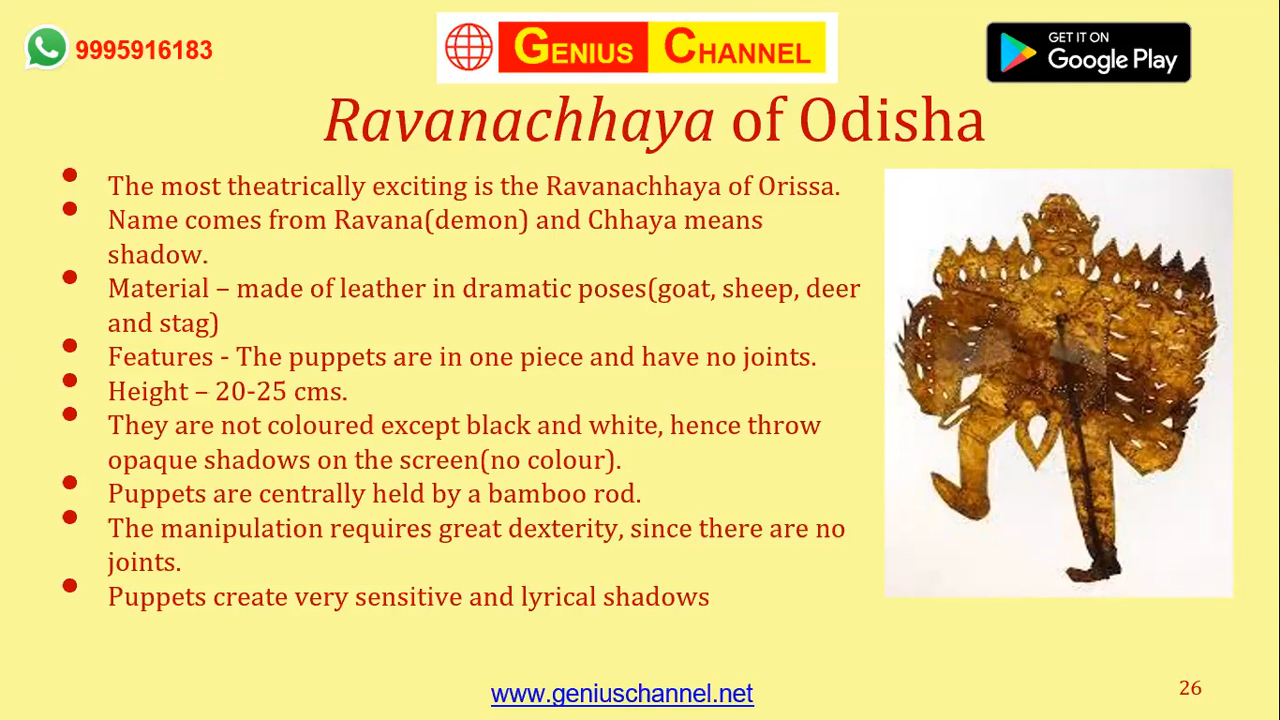 9995916183
GENIUS CHANNEL
GET IT ON
Google Play
Ravanachhaya of Odisha
• The most theatrically exciting is the Ravanachhaya of Orissa.
• Name comes from Ravana(demon) and Chhaya means
shadow.
• Material – made of leather in dramatic poses(goat, sheep, deer
and stag)
• Features - The puppets are in one piece and have no joints.
• Height – 20-25 cms.
• They are not coloured except black and white, hence throw
opaque shadows on the screen(no colour).
• Puppets are centrally held by a bamboo rod.
• The manipulation requires great dexterity, since there are no
joints.
• Puppets create very sensitive and lyrical shadows
www.geniuschannel.net
26